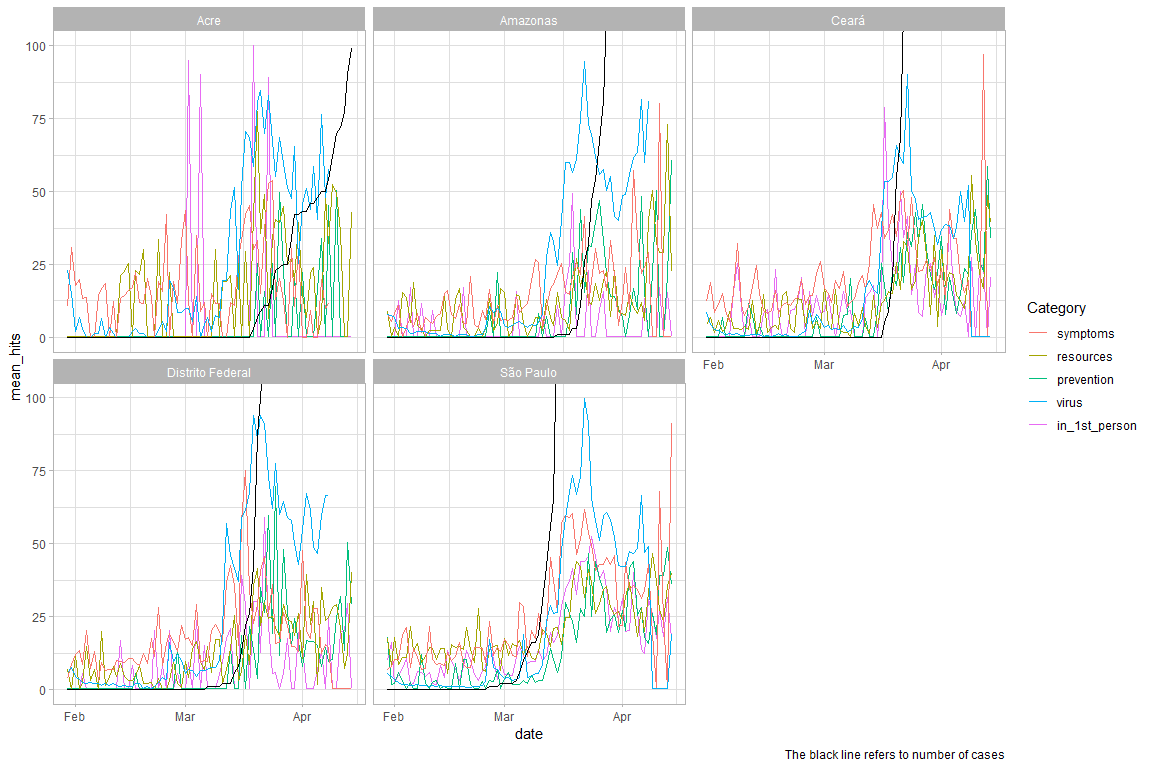 Acre
Amazonas
Ceará
100
75
50
25
0
Feb
Mar
Apr
Distrito Federal
São Paulo
100
75
50
25
0
Feb
Mar
Apr
Feb
Mar
Apr
mean_hits
date
Category
symptoms
resources
prevention
virus
in_1st_person
The black line refers to number of cases